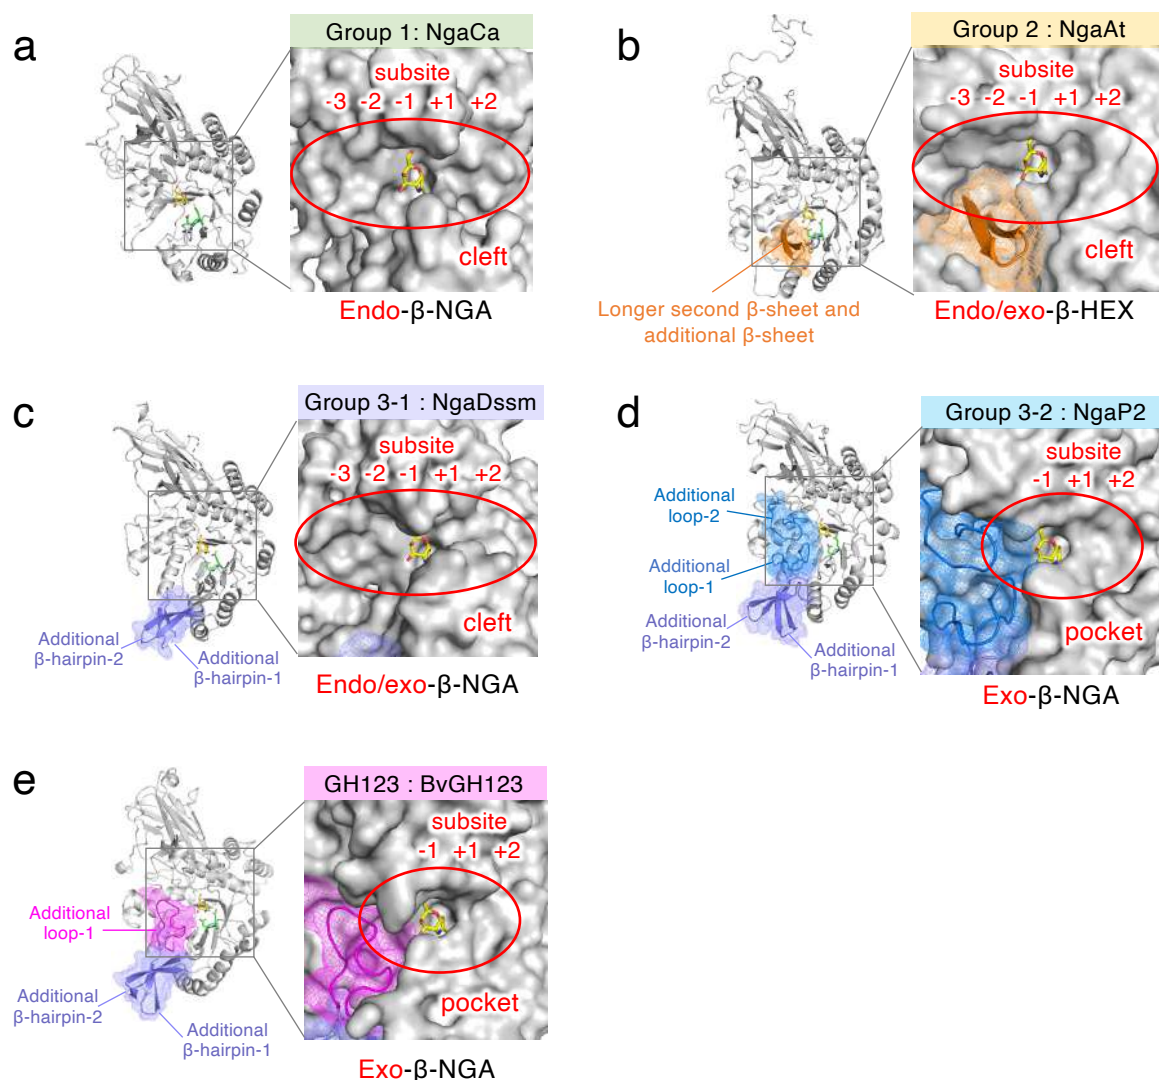 a
Group 1: NgaCa
subsite
-3 -2 -1 +1 +2
cleft
Endo-β-NGA
b
Group 2 : NgaAt
subsite
-3 -2 -1 +1 +2
cleft
Longer second β-sheet and
additional β-sheet
Endo/exo-β-HEX
c
Group 3-1 : NgaDssm
subsite
-3 -2 -1 +1 +2
cleft
Additional
β-hairpin-2
Additional
β-hairpin-1
Endo/exo-β-NGA
d
Group 3-2 : NgaP2
subsite
-1 +1 +2
Additional
loop-2
Additional
loop-1
Additional
β-hairpin-2
Additional
β-hairpin-1
pocket
Exo-β-NGA
e
GH123 : BvGH123
subsite
-1 +1 +2
Additional
loop-1
Additional
β-hairpin-2
Additional
β-hairpin-1
pocket
Exo-β-NGA